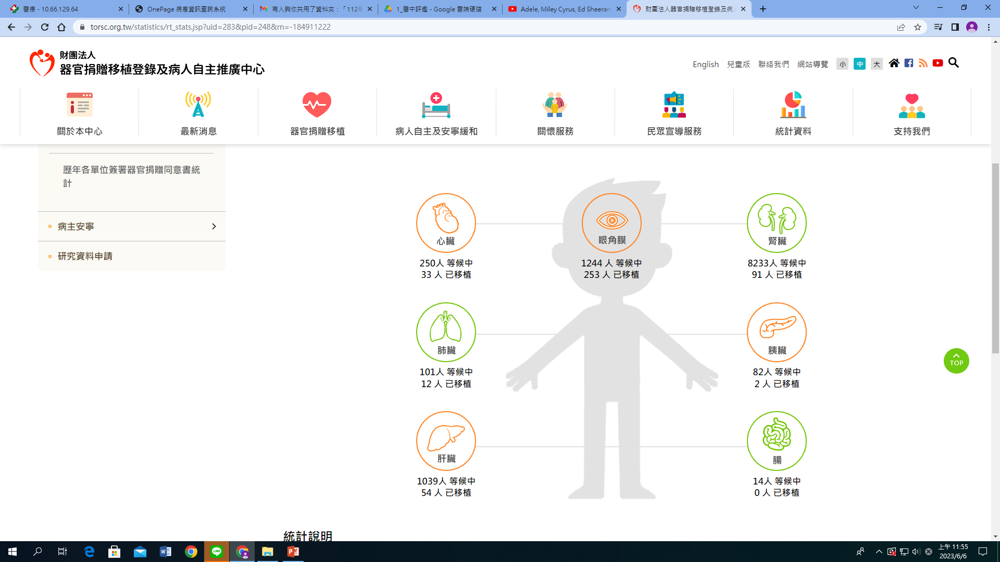 醫療 - 10.66.129.64
OnePage 病患資訊查詢系統
有人與你共用了資料夾：「112年
1_醫中評鑑 - Google 雲端硬碟
Adele, Miley Cyrus, Ed Sheeran,
財團法人器官捐贈移植登錄及病人
torsc.org.tw/statistics/rt_stats.jsp?uid=283&pid=248&rn=-184911222
財團法人
器官捐贈移植登錄及病人自主推廣中心
English 兒童版 聯絡我們 網站導覽 小 中 大
關於本中心 最新消息 器官捐贈移植 病人自主及安寧緩和 關懷服務 民眾宣導服務 統計資料 支持我們
歷年各單位簽署器官捐贈同意書統
計
病主安寧
研究資料申請
心臟
250人 等候中
33 人 已移植
眼角膜
1244 人 等候中
253 人 已移植
腎臟
8233人 等候中
91 人 已移植
肺臟
101人 等候中
12 人 已移植
胰臟
82人 等候中
2 人 已移植
肝臟
1039人 等候中
54 人 已移植
腸
14人 等候中
0 人 已移植
TOP
統計說明
LINE
上午 11:55
2023/6/6